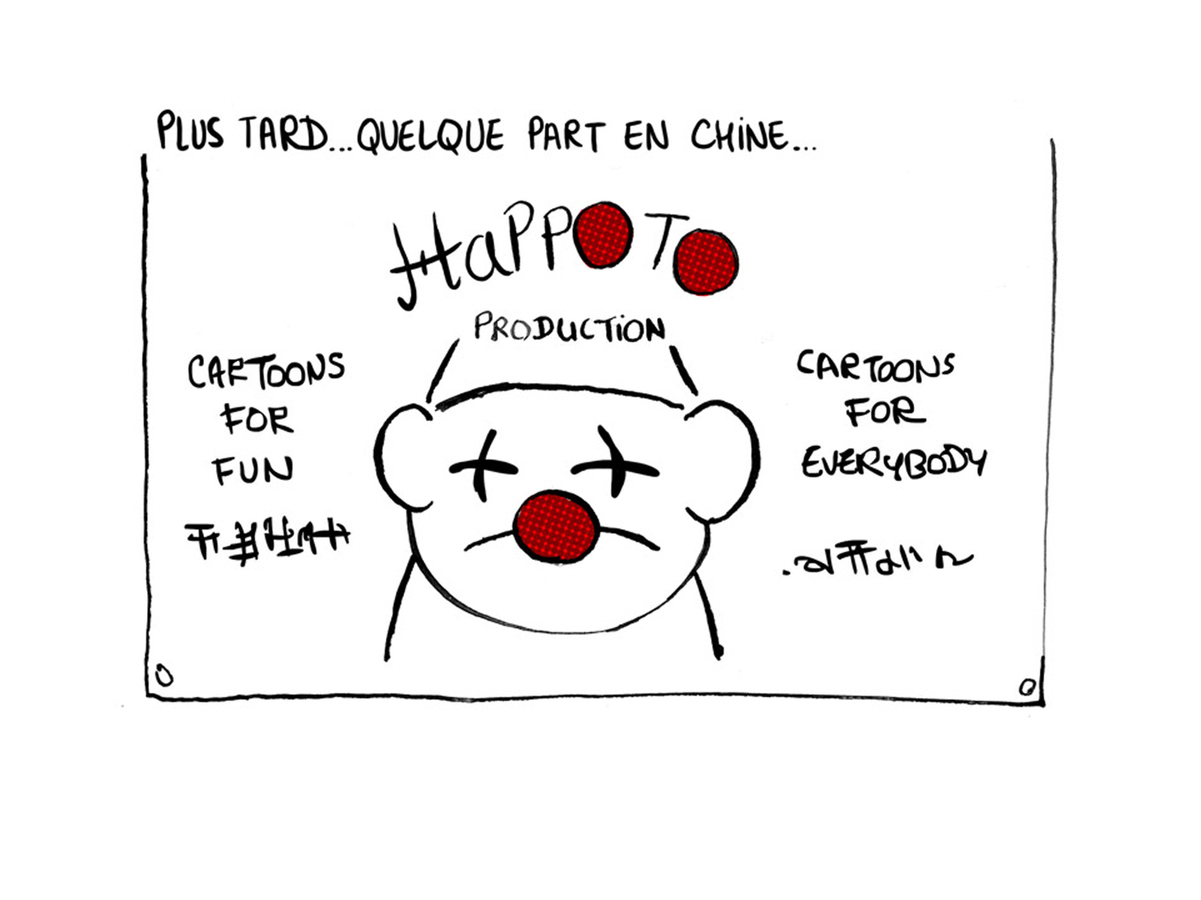 PLUS TARD...QUELQUE PART EN CHINE...
HaPPOTO
PRODUCTION
CARTOONS
FOR
FUN
CARTOONS
FOR
EVERYBODY